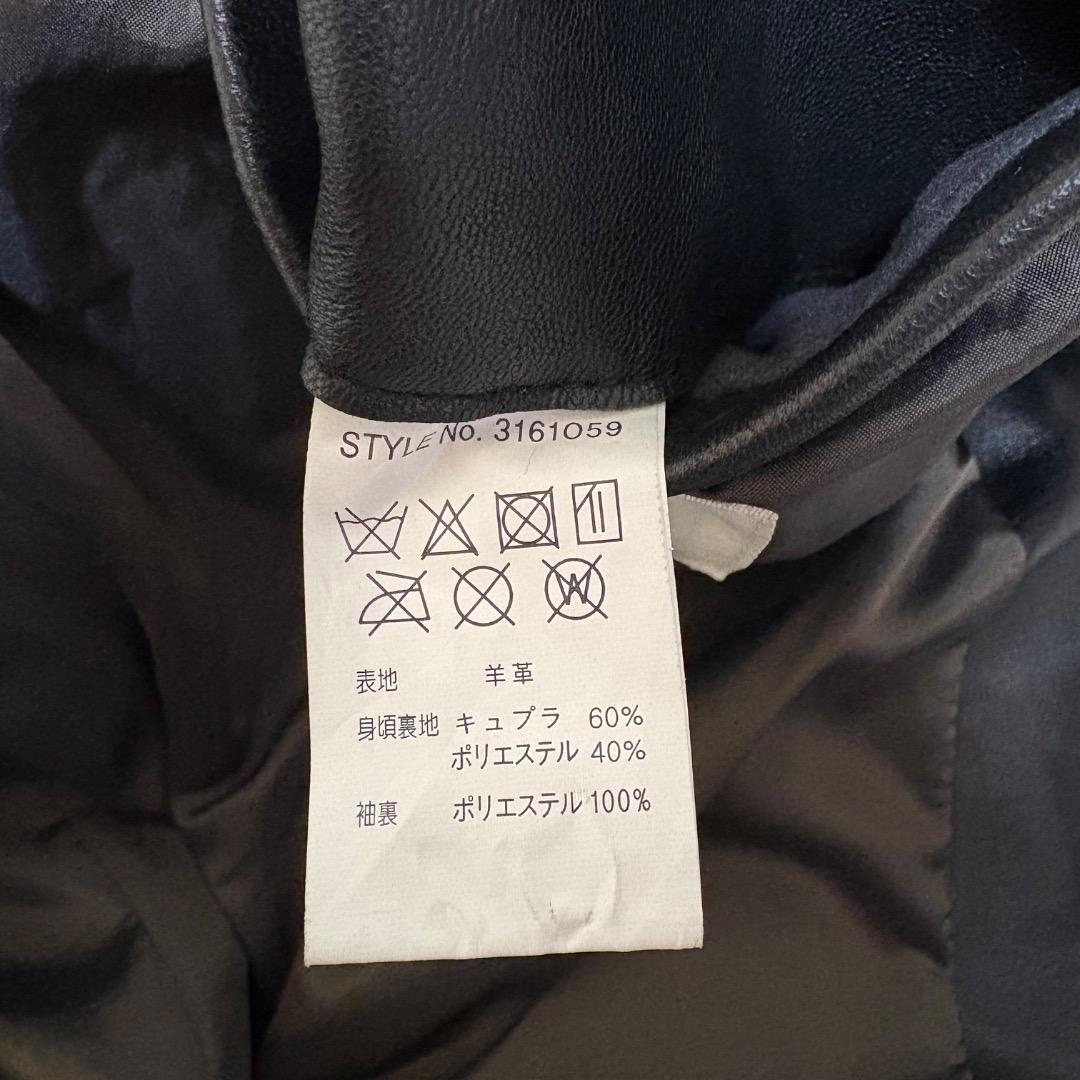 STYLE No. 3161059
W
表地 羊革
身頃裏地 キュプラ 60%
ポリエステル 40%
袖裏 ポリエステル 100%